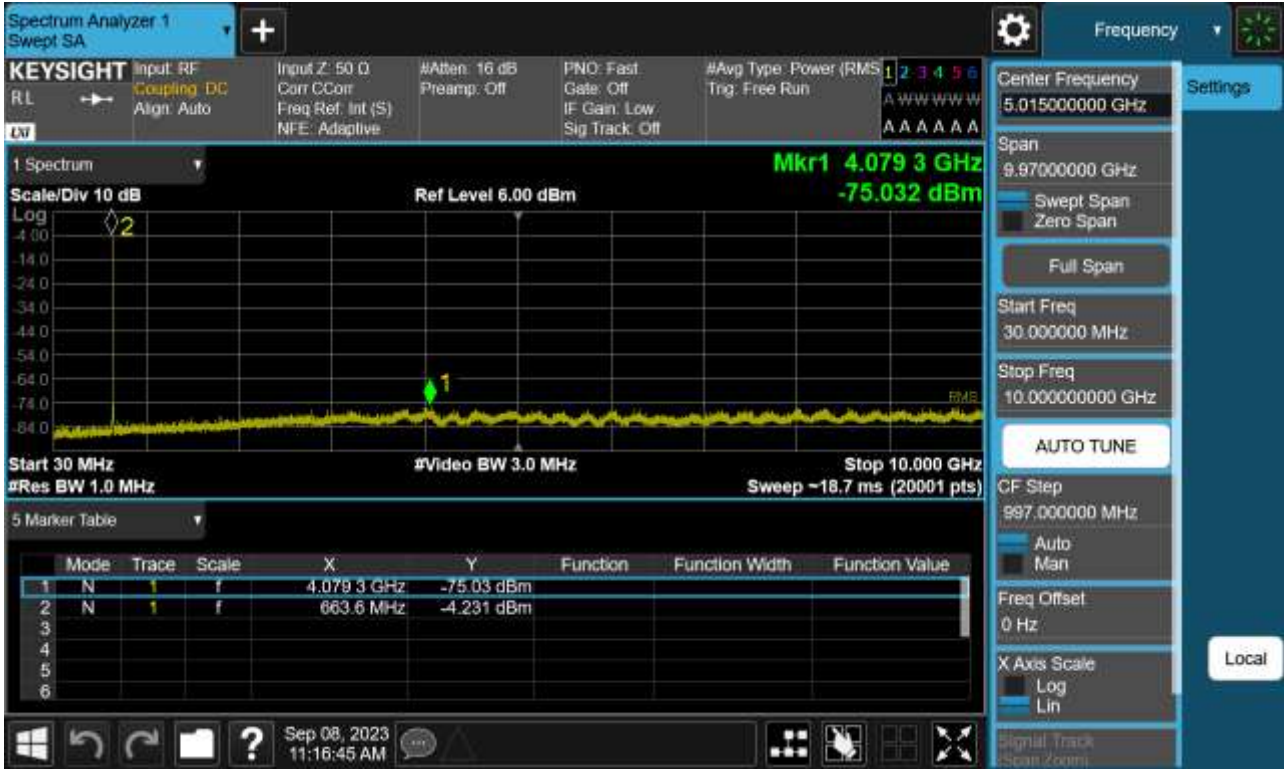 Spectrum Analyzer 1
Swept SA
+
Frequency
KEYSIGHT
RL
LXI
Input: RF
Coupling: DC
Align: Auto
Input Z: 50 Ω
Corr CCorr
Freq Ref: Int (S)
NFE: Adaptive
#Atten: 16 dB
Preamp: Off
PNO: Fast
Gate: Off
IF Gain: Low
Sig Track: Off
#Avg Type: Power (RMS
Trig: Free Run
1 2 3 4 5 6
A W W W W W
A A A A A A
1 Spectrum
Scale/Div 10 dB
Ref Level 6.00 dBm
Mkr1 4.079 3 GHz
-75.032 dBm
Log
-4.00
-14.0
-24.0
-34.0
-44.0
-54.0
-64.0
-74.0
-84.0
2
1
RMS
Start 30 MHz
#Video BW 3.0 MHz
Stop 10.000 GHz
#Res BW 1.0 MHz
Sweep ~18.7 ms (20001 pts)
5 Marker Table
Mode Trace Scale X Y Function Function Width Function Value
1 N 1 f 4.079 3 GHz -75.03 dBm
2 N 1 f 663.6 MHz -4.231 dBm
3
4
5
6
?
Sep 08, 2023
11:16:45 AM
Center Frequency
5.015000000 GHz
Settings
Span
9.97000000 GHz
Swept Span
Zero Span
Full Span
Start Freq
30.000000 MHz
Stop Freq
10.000000000 GHz
AUTO TUNE
CF Step
997.000000 MHz
Auto
Man
Freq Offset
0 Hz
X Axis Scale
Log
Lin
Signal Track
(Span Zoom)
Local